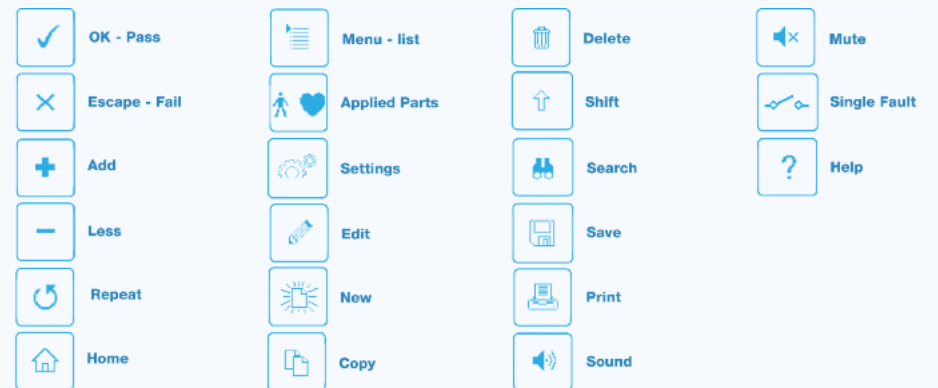 OK - Pass
Escape - Fail
Add
Less
Repeat
Home
Menu - list
Applied Parts
Settings
Edit
New
Copy
Delete
Shift
Search
Save
Print
Sound
Mute
Single Fault
Help